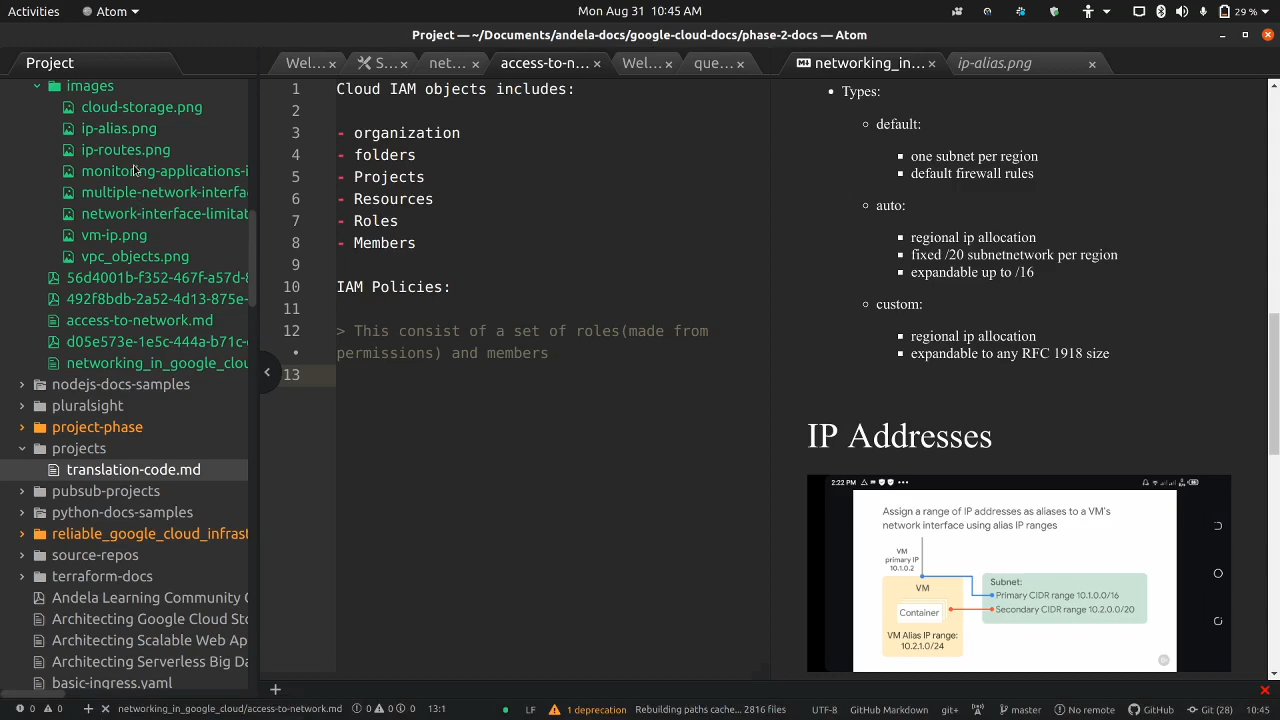 Activities
Atom
Mon Aug 31 10:45 AM
29 %
Project — ~/Documents/andela-docs/google-cloud-docs/phase-2-docs — Atom
Project
Wel...
S...
net...
access-to-n...
Wel...
que...
networking_in...
ip-alias.png
images
cloud-storage.png
ip-alias.png
ip-routes.png
monitoring-applications-i
multiple-network-interfac
network-interface-limitat
vm-ip.png
vpc_objects.png
56d4001b-f352-467f-a57d-8
492f8bdb-2a52-4d13-875e-
access-to-network.md
d05e573e-1e5c-444a-b71c-
networking_in_google_clou
nodejs-docs-samples
pluralsight
project-phase
projects
translation-code.md
pubsub-projects
python-docs-samples
reliable_google_cloud_infrast
source-repos
terraform-docs
Andela Learning Community C
Architecting Google Cloud Sto
Architecting Scalable Web Ap
Architecting Serverless Big Da
basic-ingress.yaml
1 Cloud IAM objects includes:
2
3 - organization
4 - folders
5 - Projects
6 - Resources
7 - Roles
8 - Members
9
10 IAM Policies:
11
12 > This consist of a set of roles(made from
• permissions) and members
13
Types:
default:
one subnet per region
default firewall rules
auto:
regional ip allocation
fixed /20 subnetnetwork per region
expandable up to /16
custom:
regional ip allocation
expandable to any RFC 1918 size
IP Addresses
2:22 PM
Assign a range of IP addresses as aliases to a VM's
network interface using alias IP ranges
VM
primary IP
10.1.0.2
VM
Container
VM Alias IP range:
10.2.1.0/24
Subnet:
Primary CIDR range 10.1.0.0/16
Secondary CIDR range 10.2.0.0/20
0 0 networking_in_google_cloud/access-to-network.md 0 0 0 13:1
LF 1 deprecation Rebuilding paths cache... 2816 files UTF-8 GitHub Markdown git+ master No remote GitHub Git (28) 10:45